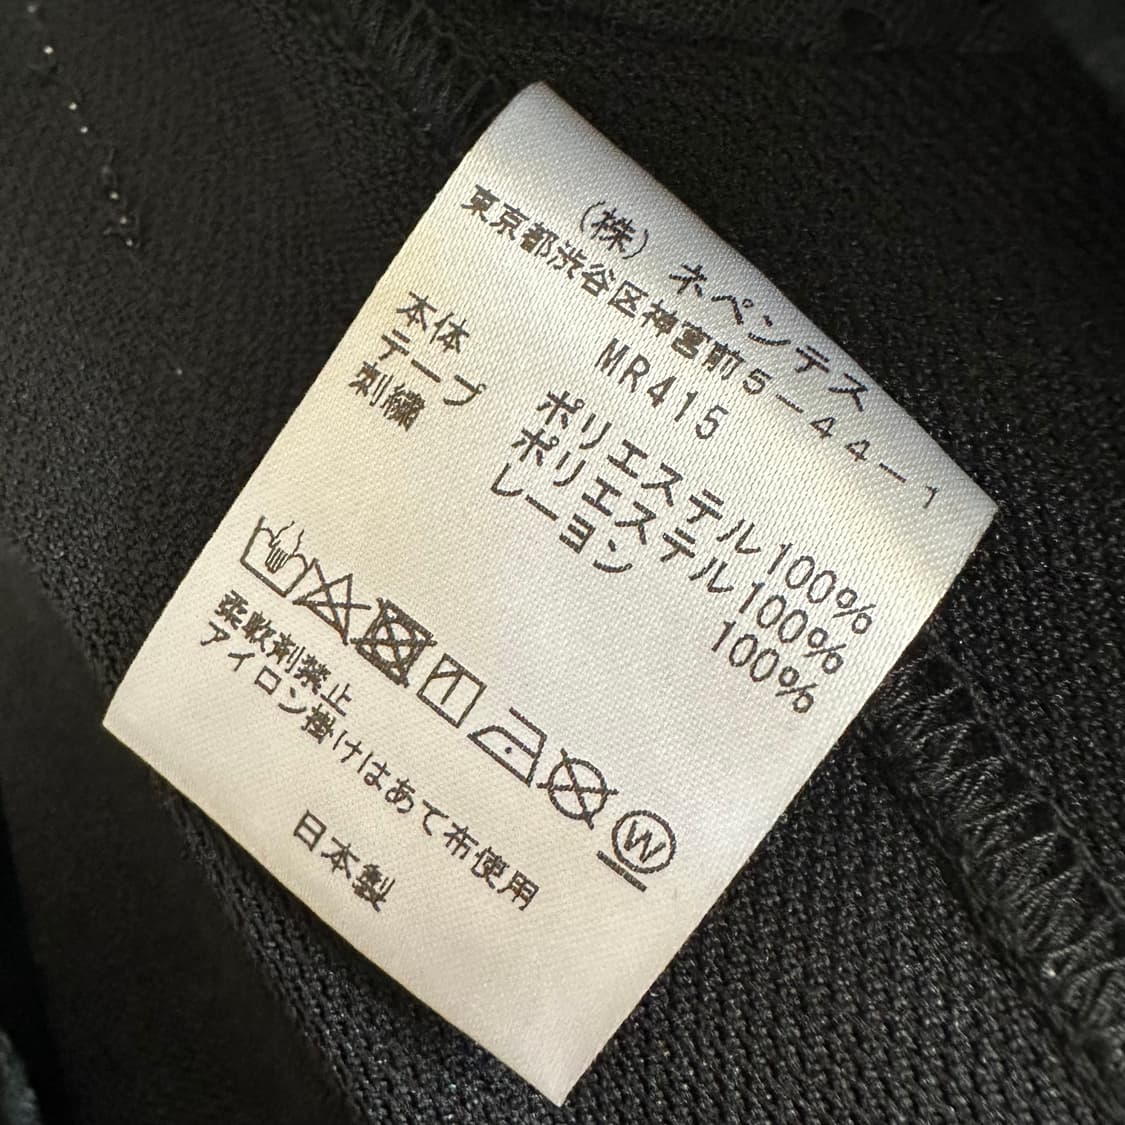 (株) ネペンテス
東京都渋谷区神宮前5-44-1
MR415
本体 ポリエステル100%
テープ ポリエステル100%
刺繍 レーヨン 100%
W
柔軟剤禁止
アイロン掛けはあて布使用
日本製